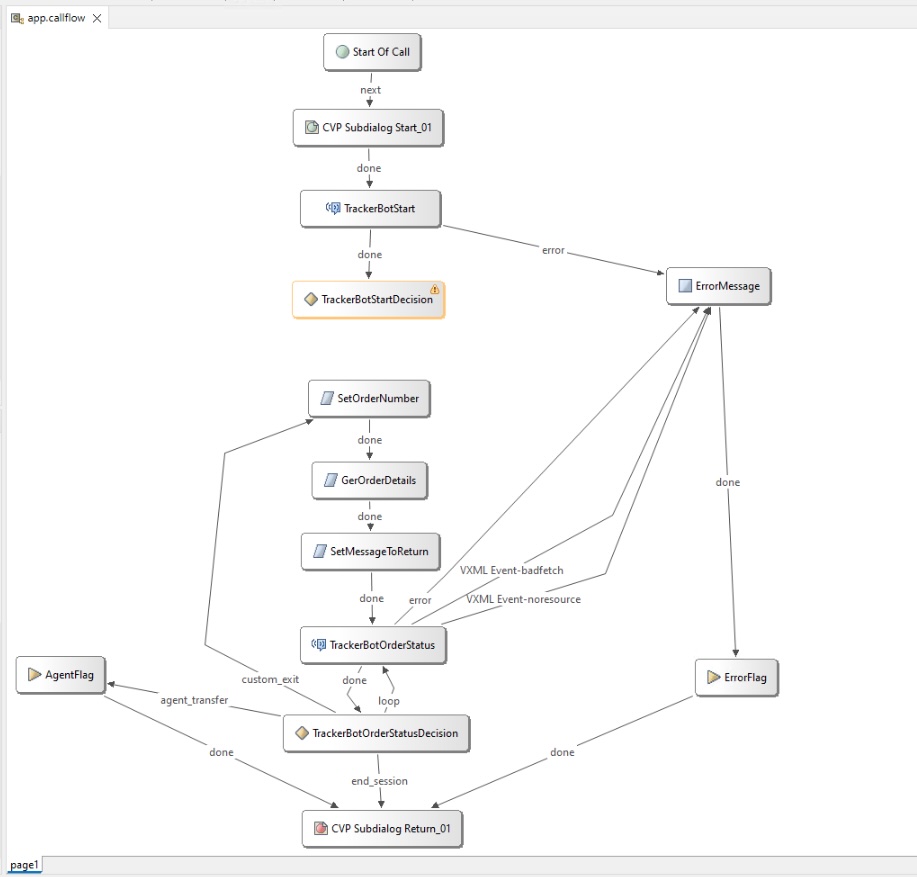 app.callflow
Start Of Call
next
CVP Subdialog Start_01
done
TrackerBotStart
done
error
ErrorMessage
TrackerBotStartDecision
SetOrderNumber
done
GerOrderDetails
done
done
SetMessageToReturn
VXML Event-badfetch
done
error
VXML Event-noresource
TrackerBotOrderStatus
AgentFlag
custom_exit
done
ErrorFlag
agent_transfer
loop
TrackerBotOrderStatusDecision
done
end_session
done
CVP Subdialog Return_01
page1